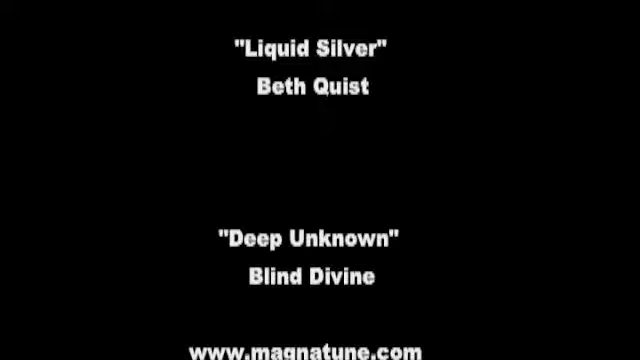 "Liquid Silver"
Beth Quist
"Deep Unknown"
Blind Divine
www.magnatune.com